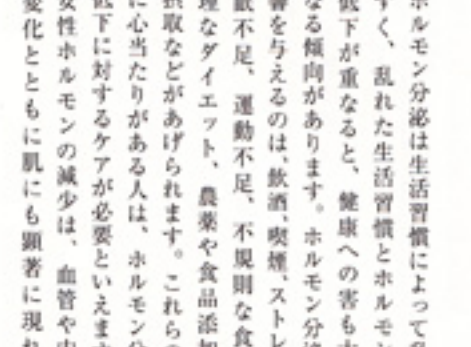 ホルモン分泌は生活習慣によって
すく、乱れた生活習慣とホルモン
低下が重なると、健康への害も大
なる傾向があります。ホルモン分泌
響を与えるのは、飲酒、喫煙、ストレ
眠不足、運動不足、不規則な食
理なダイエット、農薬や食品添加
摂取などがあげられます。これらの
に心当たりがある人は、ホルモン分
低下に対するケアが必要といえます
女性ホルモンの減少は、血管や
変化とともに肌にも顕著に現れ